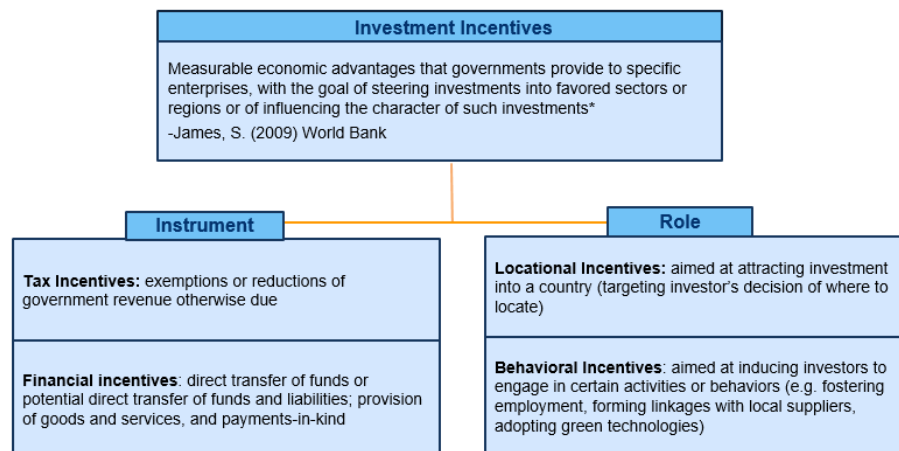 Investment Incentives
Measurable economic advantages that governments provide to specific
enterprises, with the goal of steering investments into favored sectors or
regions or of influencing the character of such investments*
-James, S. (2009) World Bank
Instrument
Tax Incentives: exemptions or reductions of
government revenue otherwise due
Financial incentives: direct transfer of funds or
potential direct transfer of funds and liabilities; provision
of goods and services, and payments-in-kind
Role
Locational Incentives: aimed at attracting investment
into a country (targeting investor’s decision of where to
locate)
Behavioral Incentives: aimed at inducing investors to
engage in certain activities or behaviors (e.g. fostering
employment, forming linkages with local suppliers,
adopting green technologies)